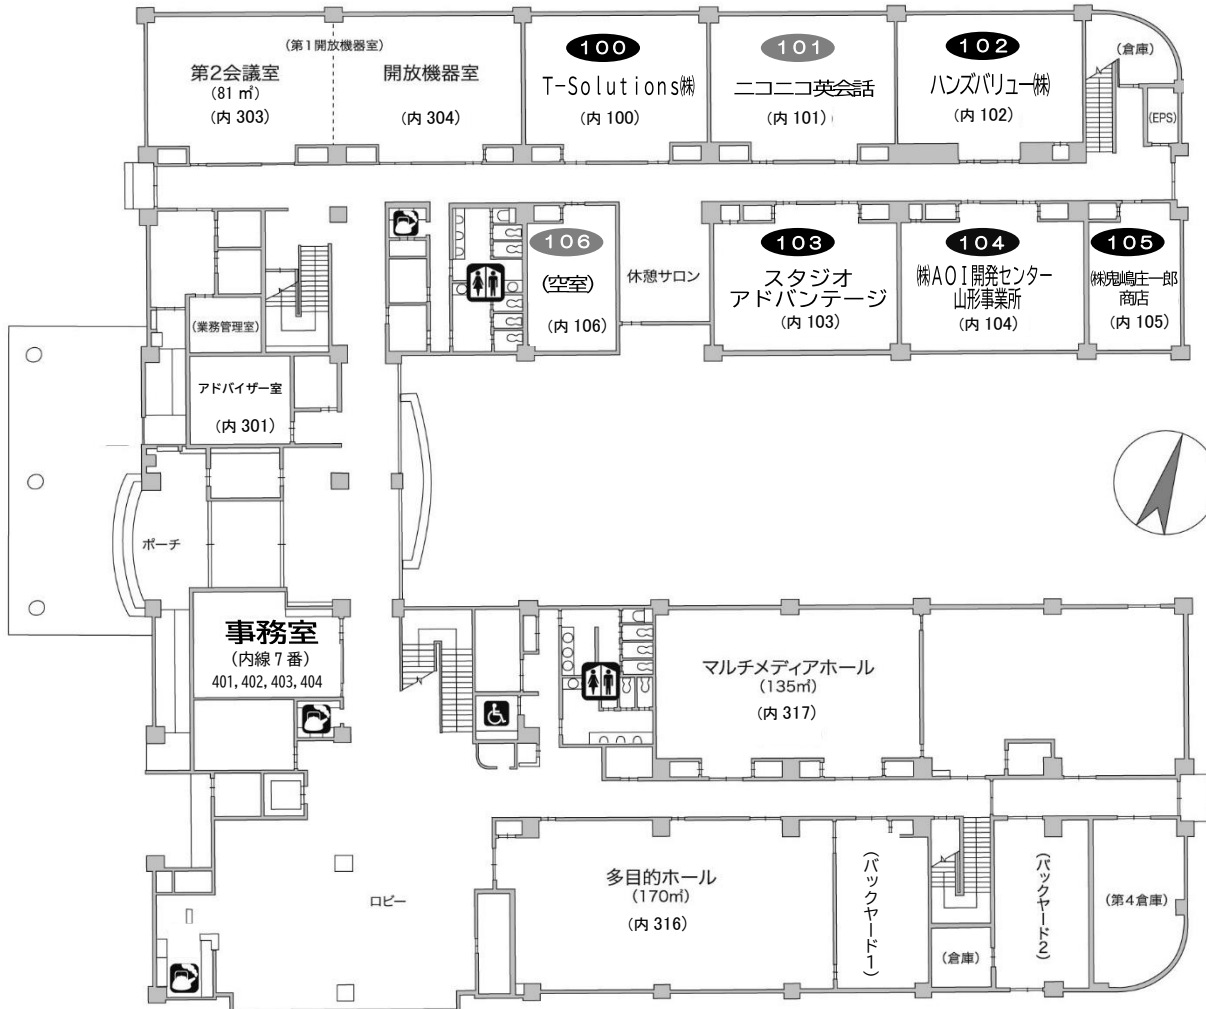 (第1開放機器室)
第2会議室
(81 ㎡)
(内 303)
開放機器室
(内 304)
100
T-Solutions㈱
(内 100)
101
ニコニコ英会話
(内 101)
102
ハンズバリュー㈱
(内 102)
(倉庫)
(EPS)
106
(空室)
(内 106)
休憩サロン
103
スタジオ
アドバンテージ
(内 103)
104
㈱AOI開発センター
山形事業所
(内 104)
105
㈱鬼嶋庄一郎
商店
(内 105)
(業務管理室)
アドバイザー室
(内 301)
ポーチ
事務室
(内線７番)
401, 402, 403, 404
マルチメディアホール
(135㎡)
(内 317)
多目的ホール
(170㎡)
(内 316)
(バックヤード1)
(倉庫)
(バックヤード2)
(第4倉庫)
ロビー